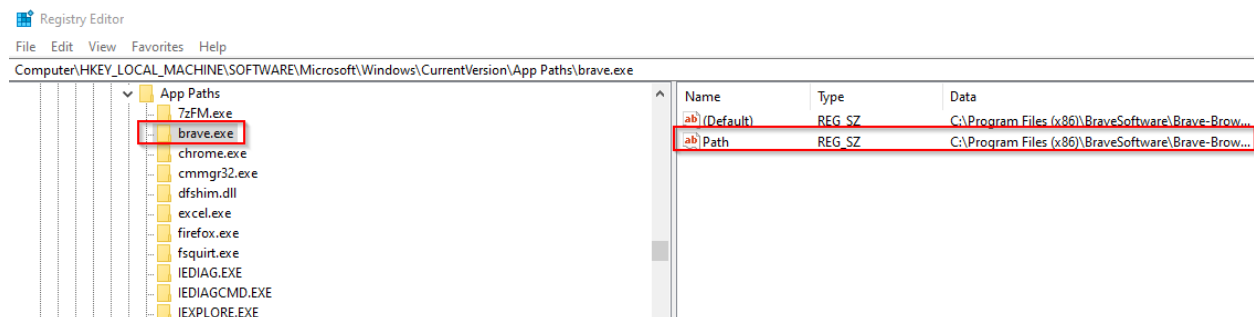 Registry Editor
File Edit View Favorites Help
Computer\HKEY_LOCAL_MACHINE\SOFTWARE\Microsoft\Windows\CurrentVersion\App Paths\brave.exe
App Paths
7zFM.exe
brave.exe
chrome.exe
cmmgr32.exe
dfshim.dll
excel.exe
firefox.exe
fsquirt.exe
IEDIAG.EXE
IEDIAGCMD.EXE
IEXPLORE.EXE
Name Type Data
ab (Default) REG_SZ C:\Program Files (x86)\BraveSoftware\Brave-Brow...
ab Path REG_SZ C:\Program Files (x86)\BraveSoftware\Brave-Brow...